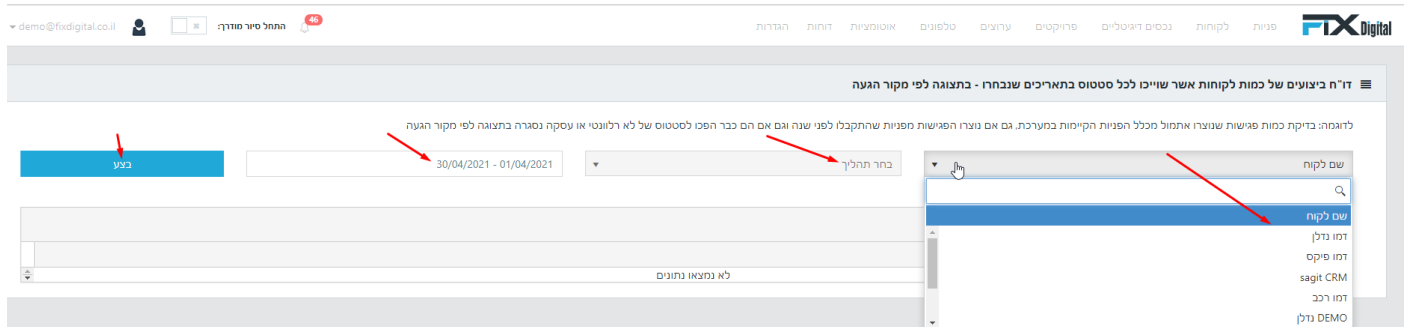 FIX Digital
פניות לקוחות נכסים דיגיטליים פרויקטים ערוצים טלפונים אוטומציות דוחות הגדרות
46
התחל סיור מודרך:
demo@fixdigital.co.il
דו"ח ביצועים של כמות לקוחות אשר שוייכו לכל סטטוס בתאריכים שנבחרו - בתצוגה לפי מקור הגעה
לדוגמה: בדיקת כמות פגישות שנוצרו אתמול מכלל הפניות הקיימות במערכת, גם אם נוצרו הפגישות מפניות שהתקבלו לפני שנה וגם אם הם כבר הפכו לסטטוס של לא רלוונטי או עסקה נסגרה בתצוגה לפי מקור הגעה
שם לקוח
בחר תהליך
30/04/2021 - 01/04/2021
בצע
שם לקוח
דמו נדלן
דמו פיקס
sagit CRM
דמו רכב
DEMO נדלן
לא נמצאו נתונים